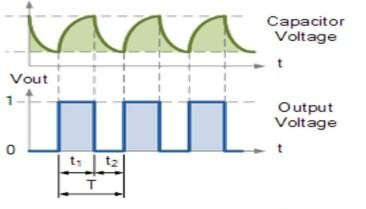 Capacitor
Voltage
t
Vout
1
Output
Voltage
0
t
t1 t2
T